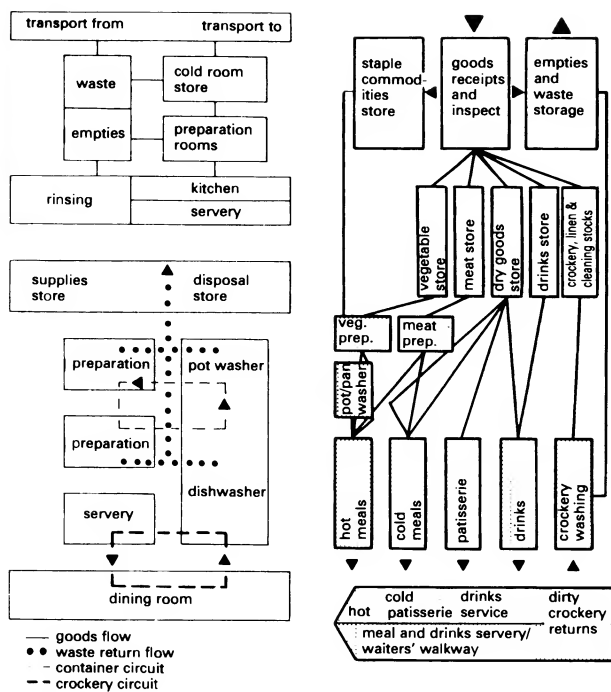 transport from
transport to
waste
cold room
store
empties
preparation
rooms
rinsing
kitchen
servery
supplies
store
disposal
store
preparation
pot washer
preparation
dishwasher
servery
dining room
goods flow
waste return flow
container circuit
crockery circuit
staple
commod-
ities
store
goods
receipts
and
inspect
empties
and
waste
storage
vegetable
store
meat store
dry goods
store
drinks store
crockery, linen &
cleaning stocks
veg.
prep.
meat
prep.
pot/pan
washer
hot
meals
cold
meals
patisserie
drinks
crockery
washing
hot
cold
patisserie
drinks
service
dirty
crockery
returns
meal and drinks servery/
waiters' walkway